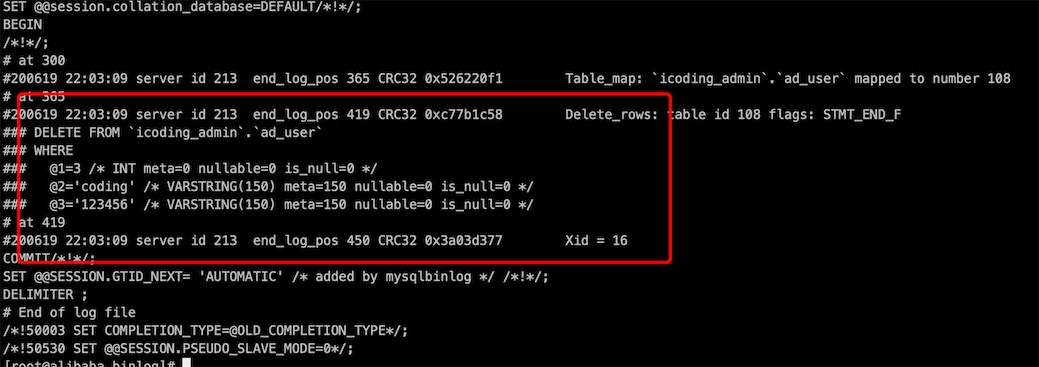 SET @@session.collation_database=DEFAULT/*!*/;
BEGIN
/*!*/;
# at 300
#200619 22:03:09 server id 213  end_log_pos 365 CRC32 0x526220f1       Table_map: `icoding_admin`.`ad_user` mapped to number 108
# at 365
#200619 22:03:09 server id 213  end_log_pos 419 CRC32 0xc77b1c58       Delete_rows: table id 108 flags: STMT_END_F
### DELETE FROM `icoding_admin`.`ad_user`
### WHERE
###   @1=3 /* INT meta=0 nullable=0 is_null=0 */
###   @2='coding' /* VARSTRING(150) meta=150 nullable=0 is_null=0 */
###   @3='123456' /* VARSTRING(150) meta=150 nullable=0 is_null=0 */
# at 419
#200619 22:03:09 server id 213  end_log_pos 450 CRC32 0x3a03d377       Xid = 16
COMMIT/*!*/;
SET @@SESSION.GTID_NEXT= 'AUTOMATIC' /* added by mysqlbinlog */ /*!*/;
DELIMITER ;
# End of log file
/*!50003 SET COMPLETION_TYPE=@OLD_COMPLETION_TYPE*/;
/*!50530 SET @@SESSION.PSEUDO_SLAVE_MODE=0*/;
[root@alibaba binlog]#